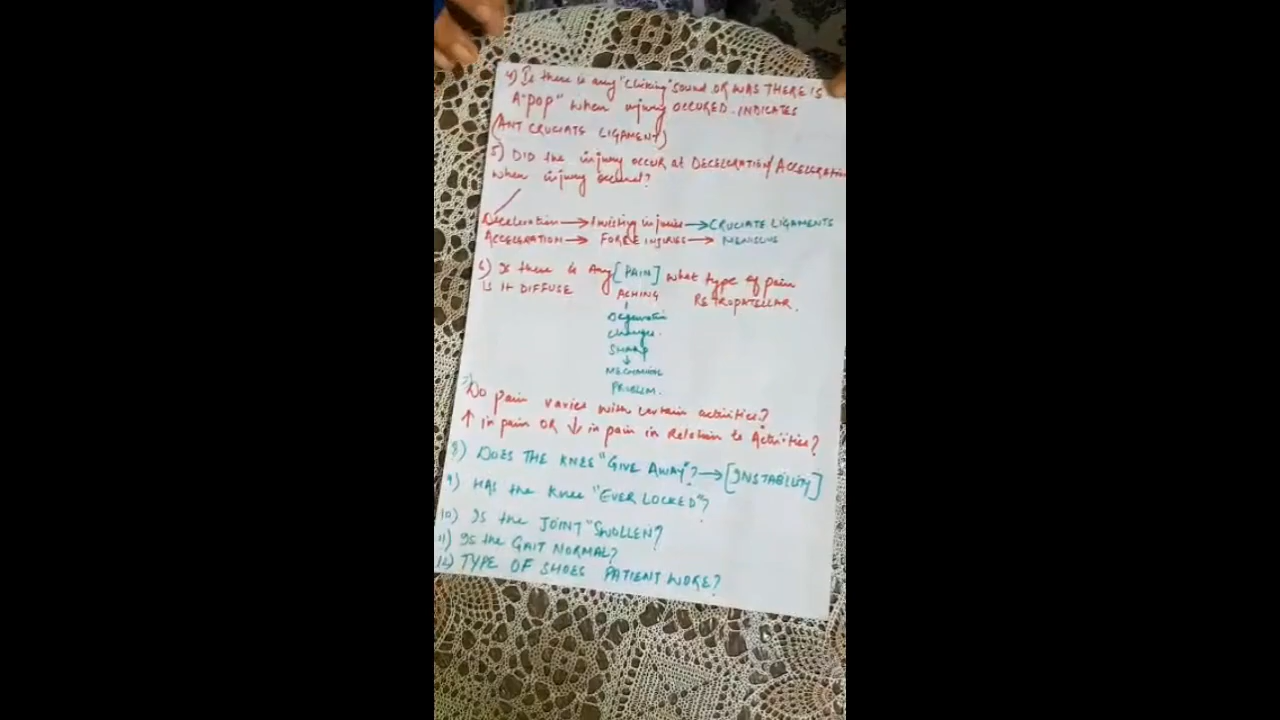 4) Is there is any "clicking" sound OR WAS THERE IS
A "POP" when injury OCCURED. INDICATES
(ANT CRUCIATE LIGAMENT)
5) DID the injury OCCUR at DECELERATION/ACCELERATION
when injury occured?
Deceleration → twisting injuries → CRUCIATE LIGAMENTS
ACCELERATION → FORCE INJURIES → MENISCUS
6) Is there is Any [PAIN] what type of pain
is it DIFFUSE ACHING RETROPATELLAR.
Degenerative
changes.
SHARP
↓
MECHANICAL
PROBLEM.
7) Do pain varies with certain activities?
↑ in pain OR ↓ in pain in Relation to Activities?
8) DOES THE KNEE "GIVE AWAY"? → [INSTABILITY]
9) HAS the Knee "EVER LOCKED"?
10) Is the JOINT "SWOLLEN?
11) Is the GAIT NORMAL?
12) TYPE OF SHOES PATIENT WORE?